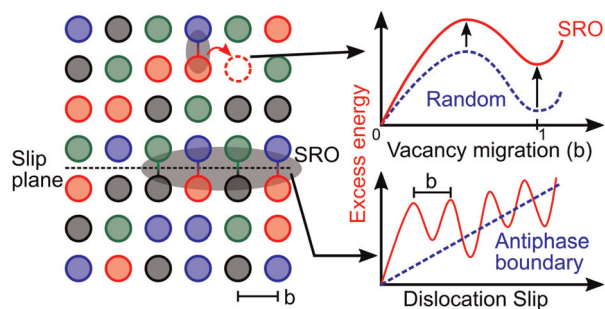 SRO
Random
0
1
Vacancy migration (b)
Excess energy
Slip
plane
SRO
b
b
Antiphase
boundary
Dislocation Slip